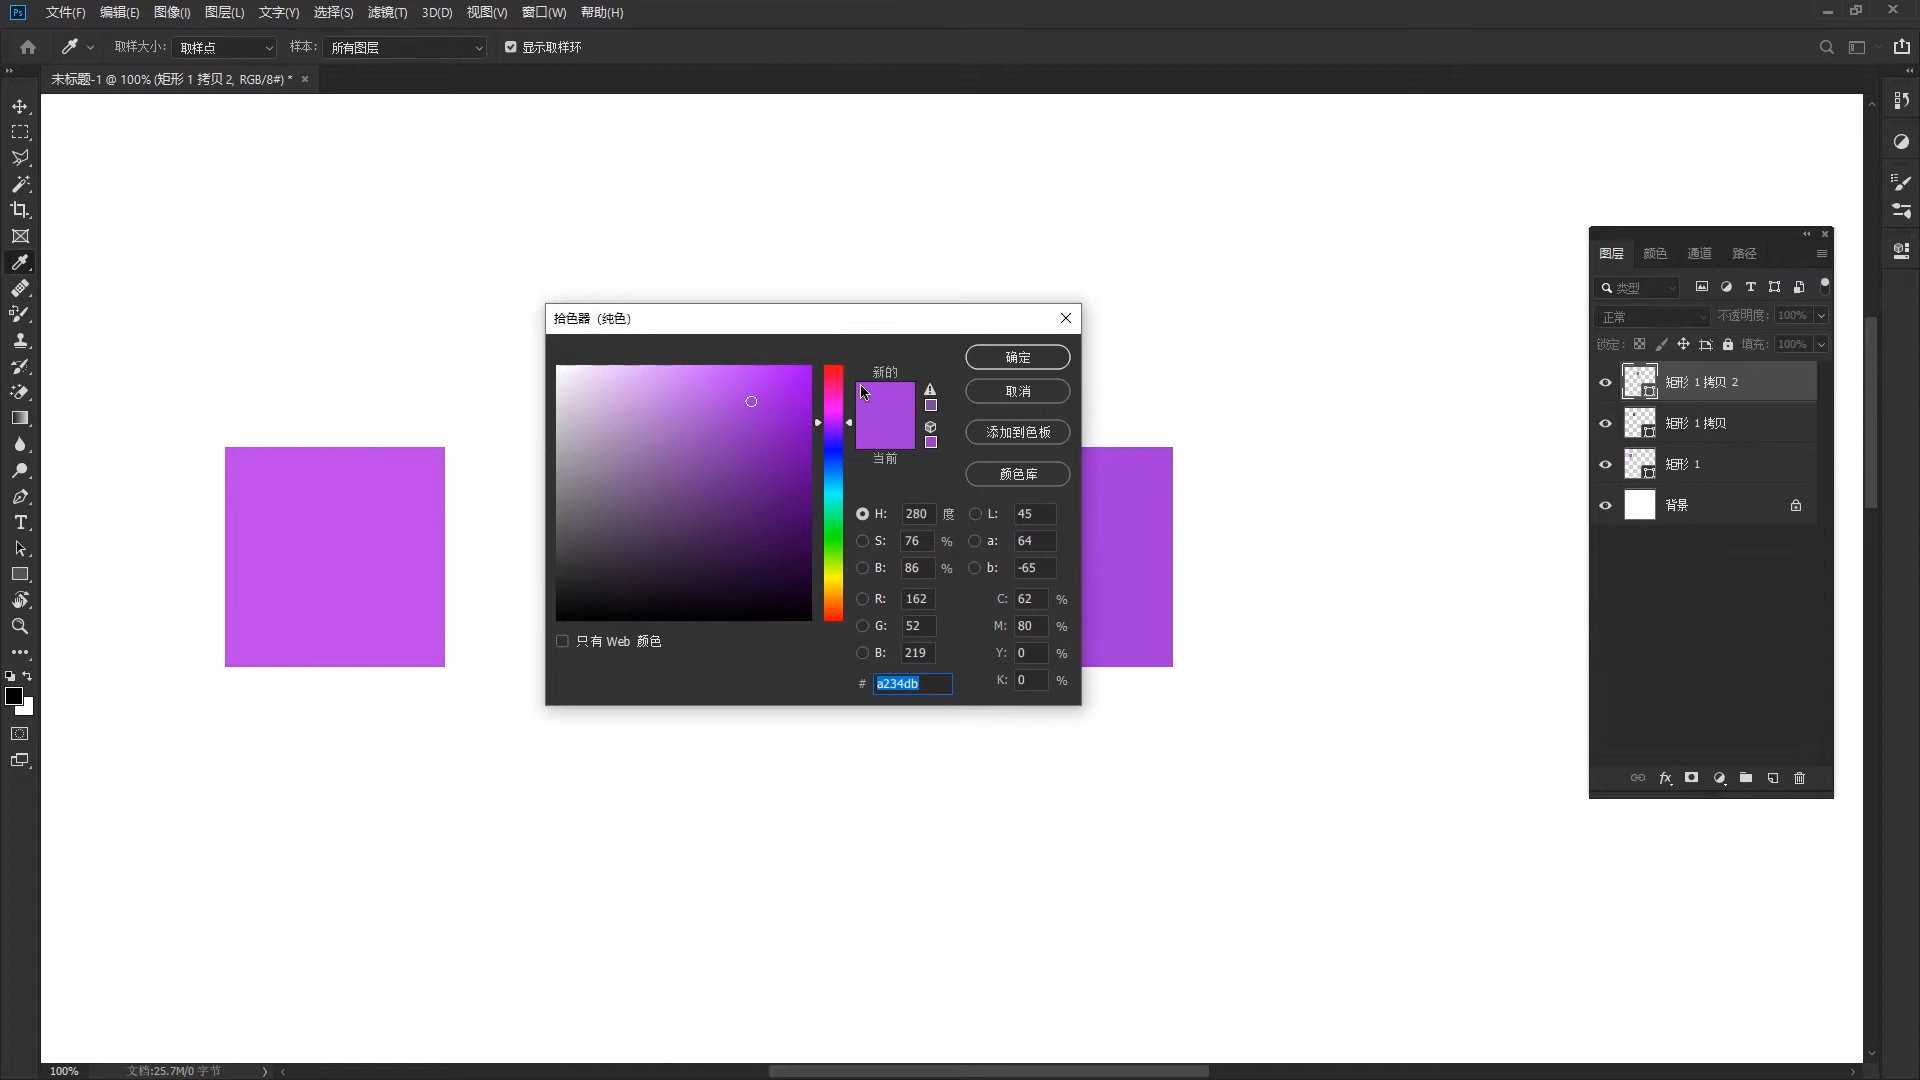 Ps 文件(F) 编辑(E) 图像(I) 图层(L) 文字(Y) 选择(S) 滤镜(T) 3D(D) 视图(V) 窗口(W) 帮助(H)
取样大小: 取样点 样本: 所有图层 显示取样环
未标题-1 @ 100% (矩形 1 拷贝 2, RGB/8#) * ×
拾色器 (纯色)
新的
当前
确定
取消
添加到色板
颜色库
H: 280 度 L: 45
S: 76 % a: 64
B: 86 % b: -65
R: 162 C: 62 %
G: 52 M: 80 %
B: 219 Y: 0 %
# a234db K: 0 %
只有 Web 颜色
图层 颜色 通道 路径
类型
正常 不透明度: 100%
锁定: 填充: 100%
矩形 1 拷贝 2
矩形 1 拷贝
矩形 1
背景
fx
100% 文档:25.7M/0 字节